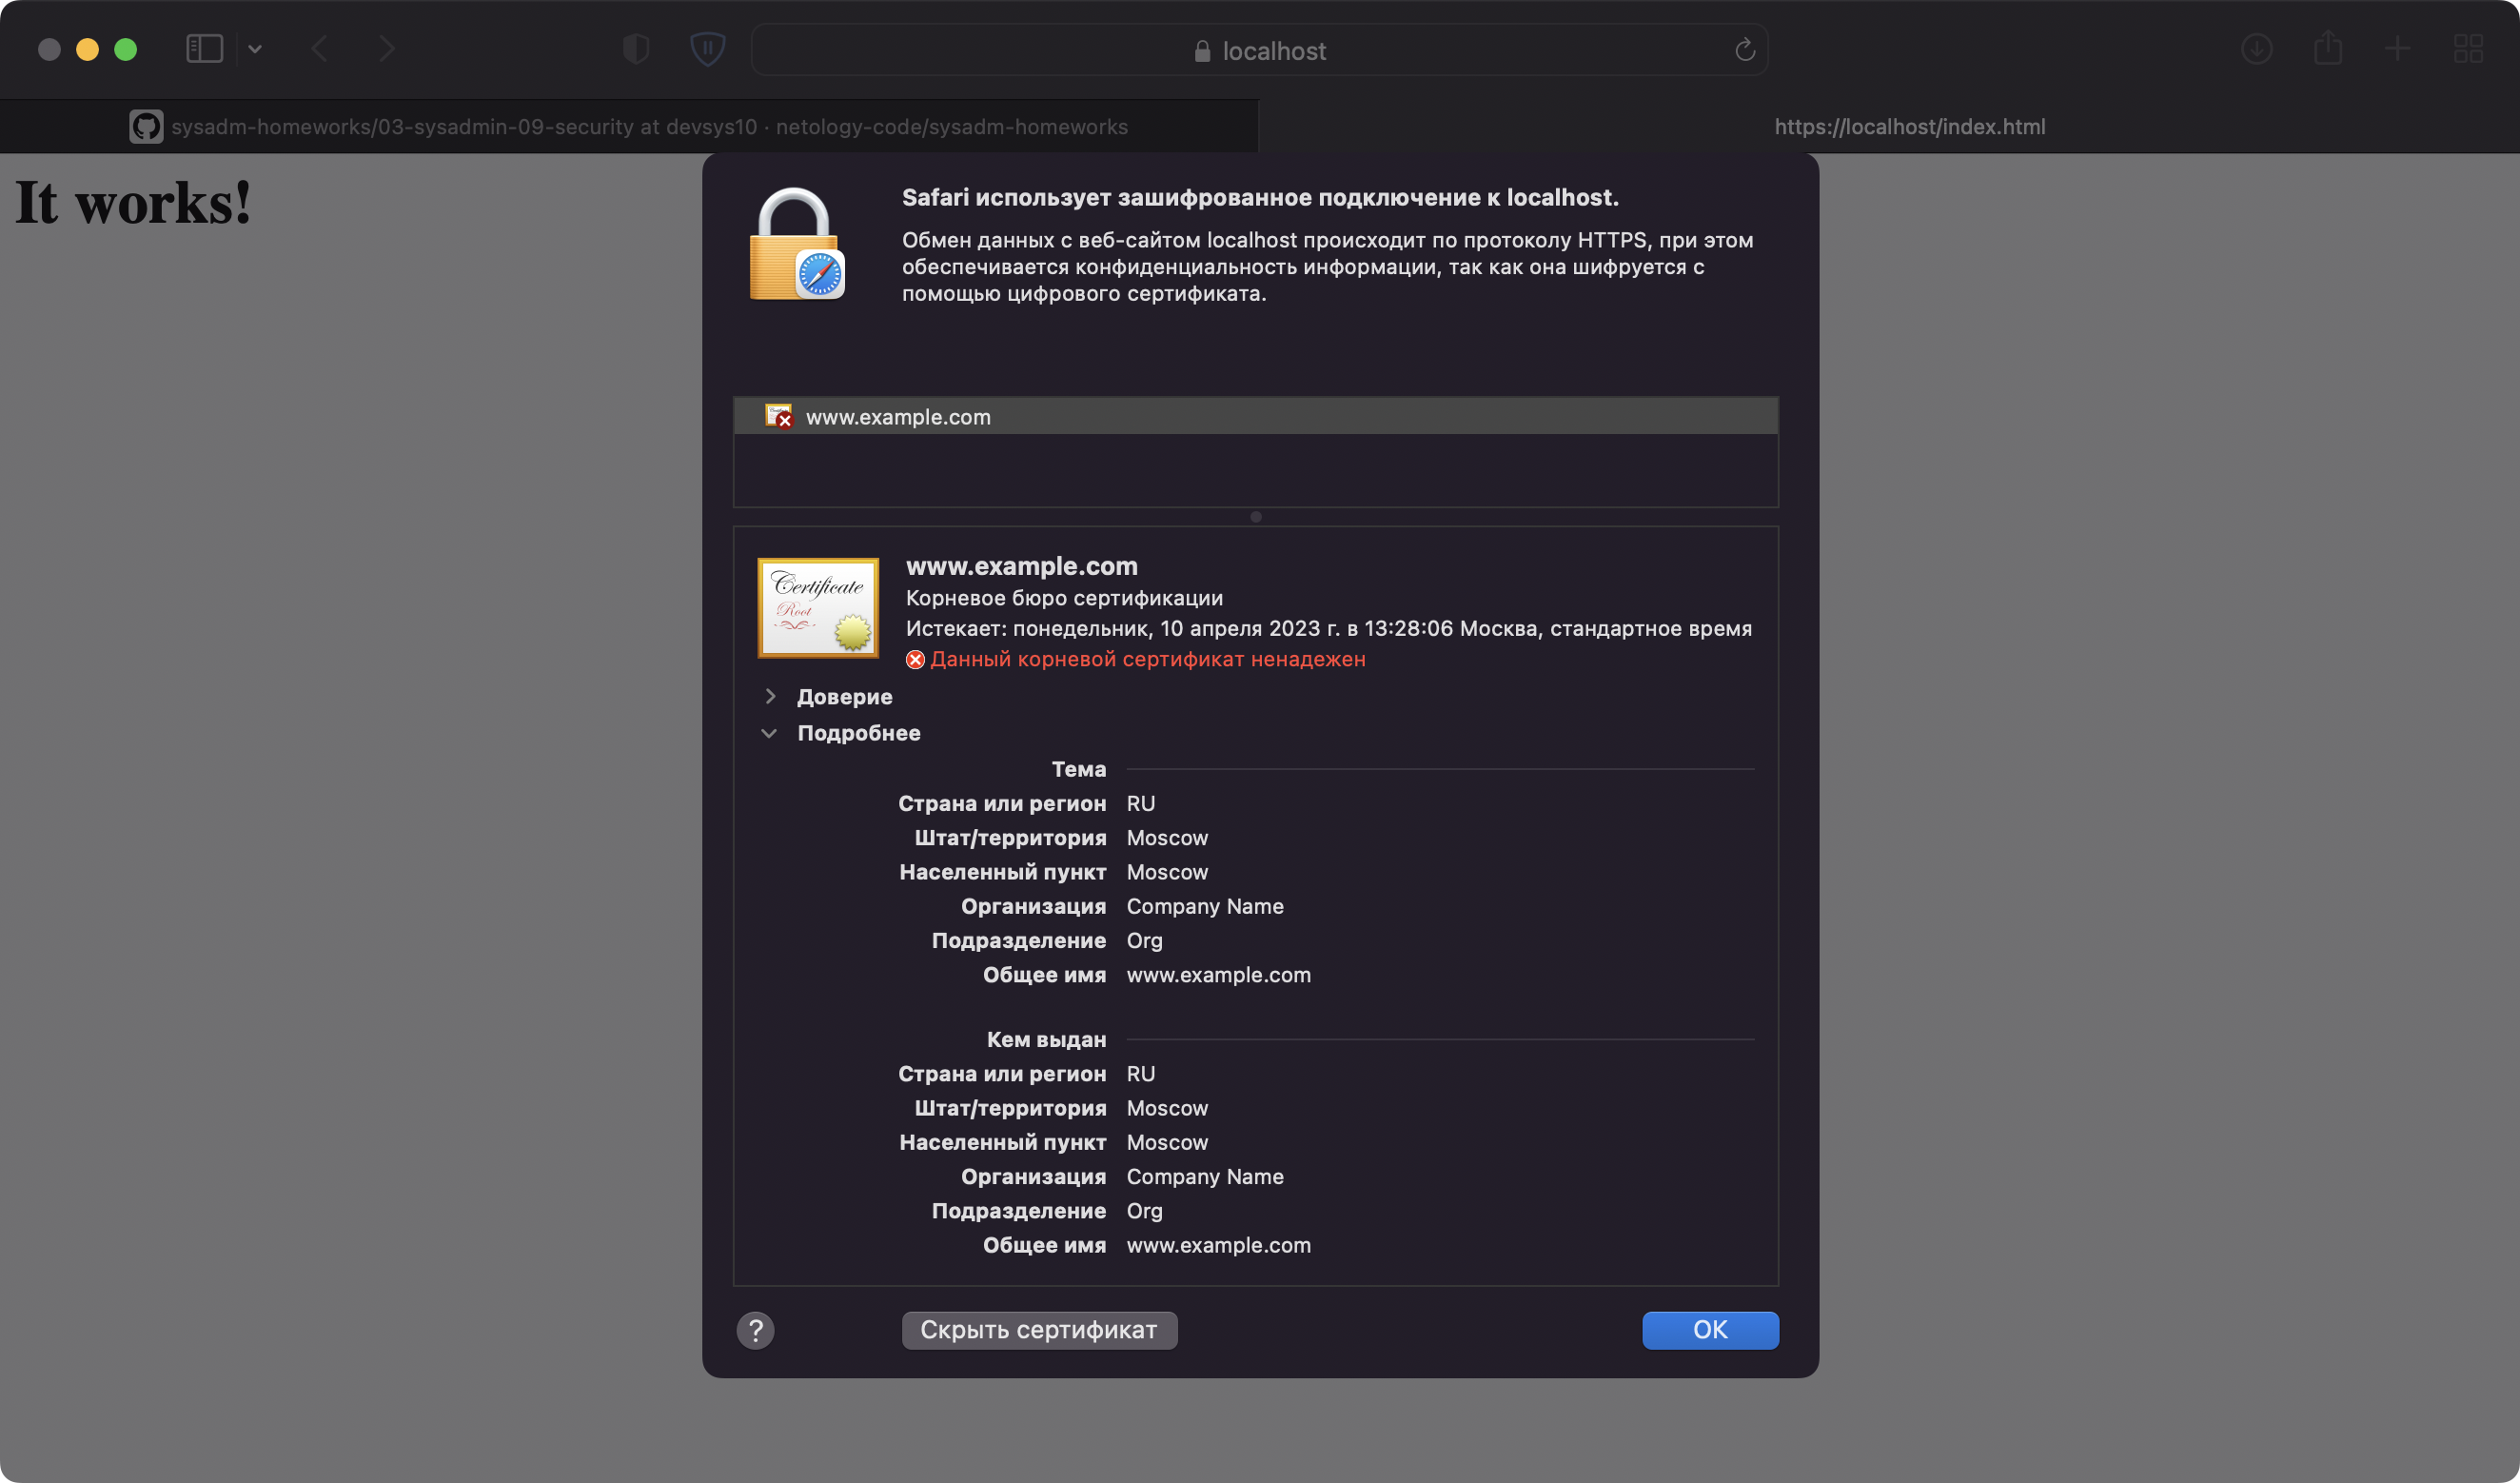 localhost
sysadm-homeworks/03-sysadmin-09-security at devsys10 · netology-code/sysadm-homeworks
https://localhost/index.html
It works!
Safari использует зашифрованное подключение к localhost.
Обмен данных с веб-сайтом localhost происходит по протоколу HTTPS, при этом
обеспечивается конфиденциальность информации, так как она шифруется с
помощью цифрового сертификата.
www.example.com
Certificate
Root
www.example.com
Корневое бюро сертификации
Истекает: понедельник, 10 апреля 2023 г. в 13:28:06 Москва, стандартное время
Данный корневой сертификат ненадежен
Доверие
Подробнее
Тема
Страна или регион RU
Штат/территория Moscow
Населенный пункт Moscow
Организация Company Name
Подразделение Org
Общее имя www.example.com
Кем выдан
Страна или регион RU
Штат/территория Moscow
Населенный пункт Moscow
Организация Company Name
Подразделение Org
Общее имя www.example.com
? Скрыть сертификат OK